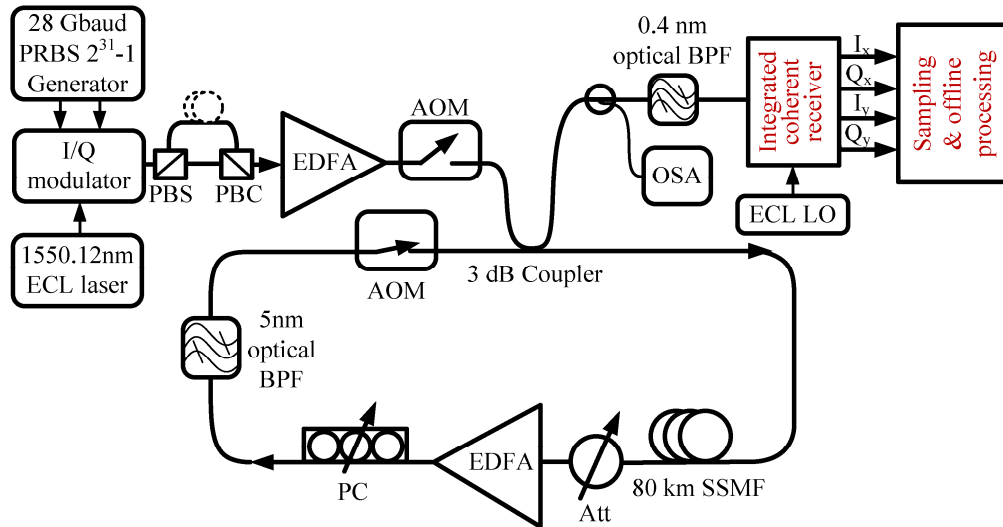 28 Gbaud
PRBS 2^31-1
Generator
I/Q
modulator
1550.12nm
ECL laser
PBS
PBC
EDFA
AOM
0.4 nm
optical BPF
OSA
Integrated
coherent
receiver
ECL LO
Ix
Qx
Iy
Qy
Sampling
& offline
processing
AOM
3 dB Coupler
5nm
optical
BPF
PC
EDFA
Att
80 km SSMF